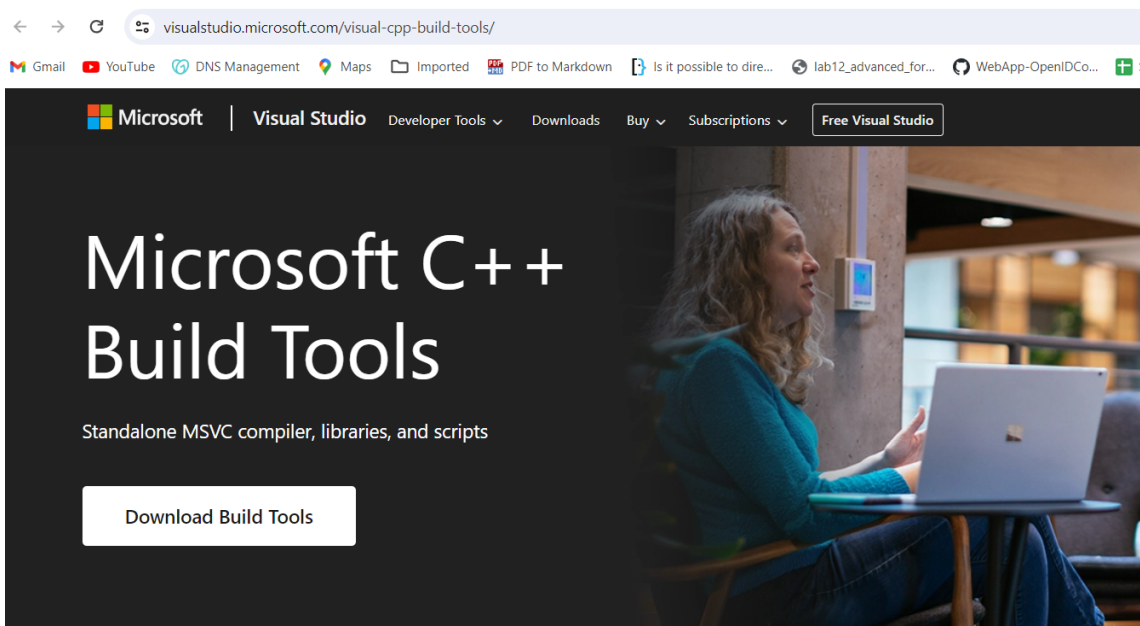 visualstudio.microsoft.com/visual-cpp-build-tools/
Gmail YouTube DNS Management Maps Imported PDF to Markdown Is it possible to dire... lab12_advanced_for... WebApp-OpenIDCo...
Microsoft Visual Studio Developer Tools Downloads Buy Subscriptions Free Visual Studio
Microsoft C++
Build Tools
Standalone MSVC compiler, libraries, and scripts
Download Build Tools